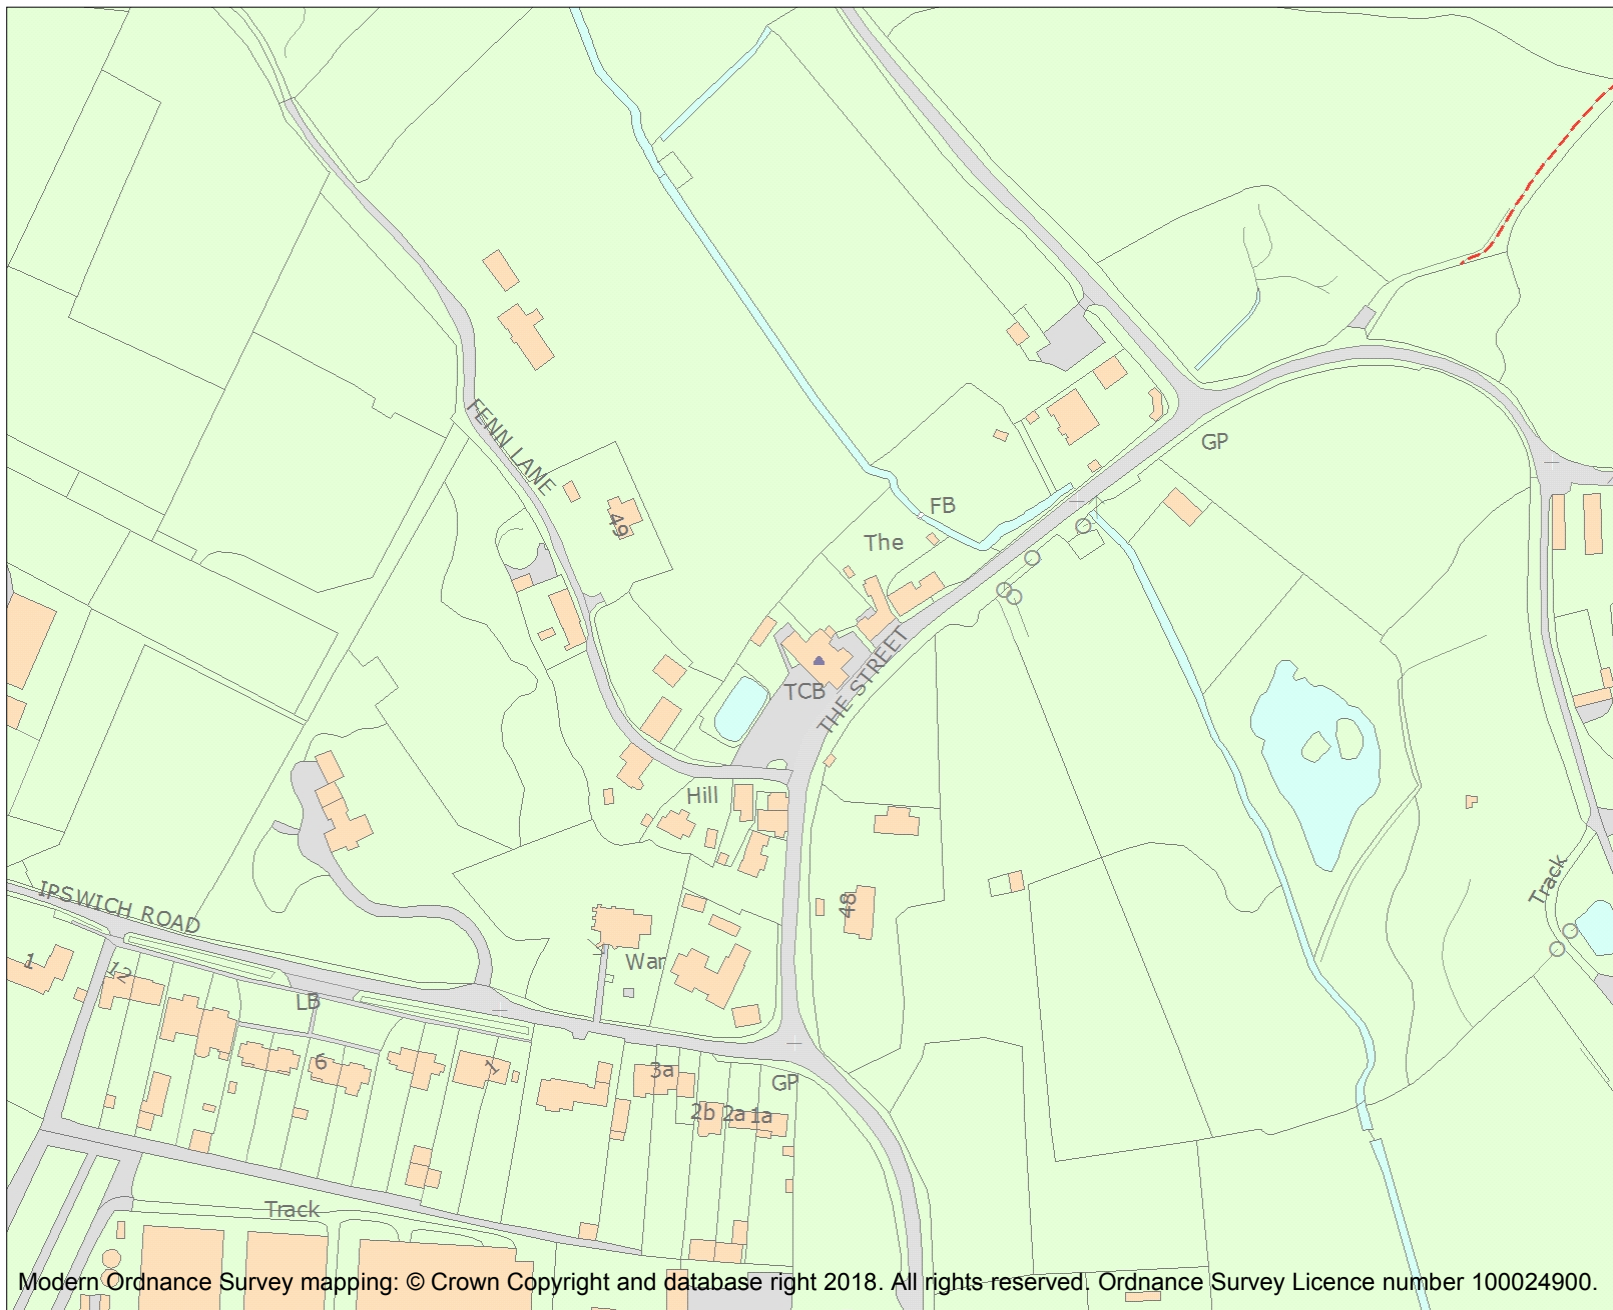 GP
FENN LANE
49
FB
The
THE STREET
TCB
Hill
48
Track
IPSWICH ROAD
War
1
12
LB
6
1
3a
GP
2b 2a 1a
Track
Modern Ordnance Survey mapping: © Crown Copyright and database right 2018. All rights reserved. Ordnance Survey Licence number 100024900.